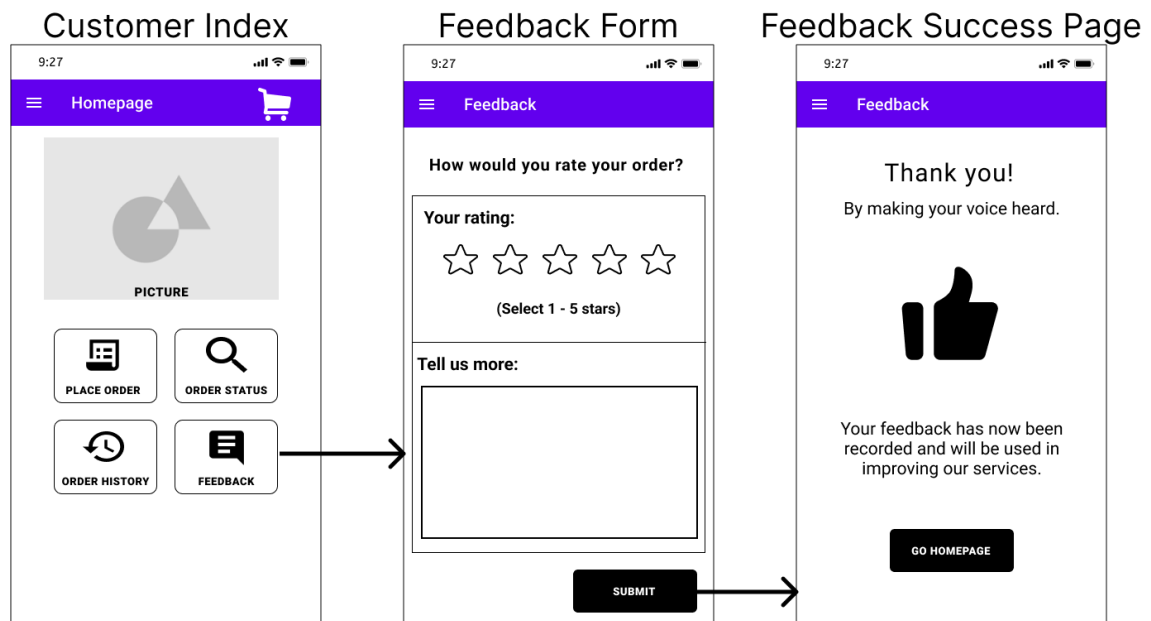 Customer Index
9:27
Homepage
PICTURE
PLACE ORDER
ORDER STATUS
ORDER HISTORY
FEEDBACK
Feedback Form
9:27
Feedback
How would you rate your order?
Your rating:
(Select 1 - 5 stars)
Tell us more:
SUBMIT
Feedback Success Page
9:27
Feedback
Thank you!
By making your voice heard.
Your feedback has now been
recorded and will be used in
improving our services.
GO HOMEPAGE